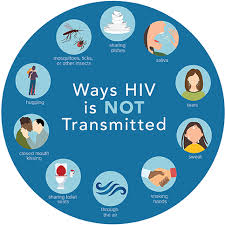 Ways HIV
is NOT
Transmitted
mosquitoes, ticks,
or other insects
sharing
dishes
saliva
tears
sweat
shaking
hands
through
the air
sharing toilet
seats
closed mouth
kissing
hugging